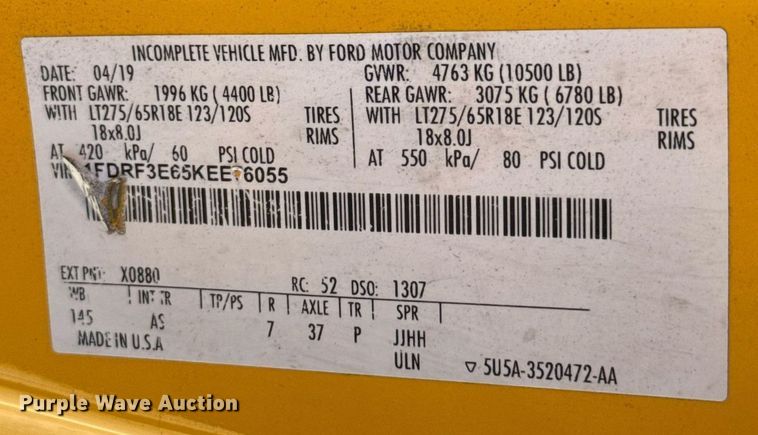 INCOMPLETE VEHICLE MFD. BY FORD MOTOR COMPANY
DATE: 04/19 GVWR: 4763 KG (10500 LB)
FRONT GAWR: 1996 KG ( 4400 LB) REAR GAWR: 3075 KG ( 6780 LB)
WITH LT275/65R18E 123/120S TIRES WITH LT275/65R18E 123/120S TIRES
18x8.0J RIMS 18x8.0J RIMS
AT 420 kPa/ 60 PSI COLD AT 550 kPa/ 80 PSI COLD
EXT PNT: X0880 RC: 52 DSO: 1307
WB INT TR TP/PS R AXLE TR SPR
145 AS 7 37 P JJHH
MADE IN U.S.A ULN ▽ 5U5A-3520472-AA
Purple Wave Auction